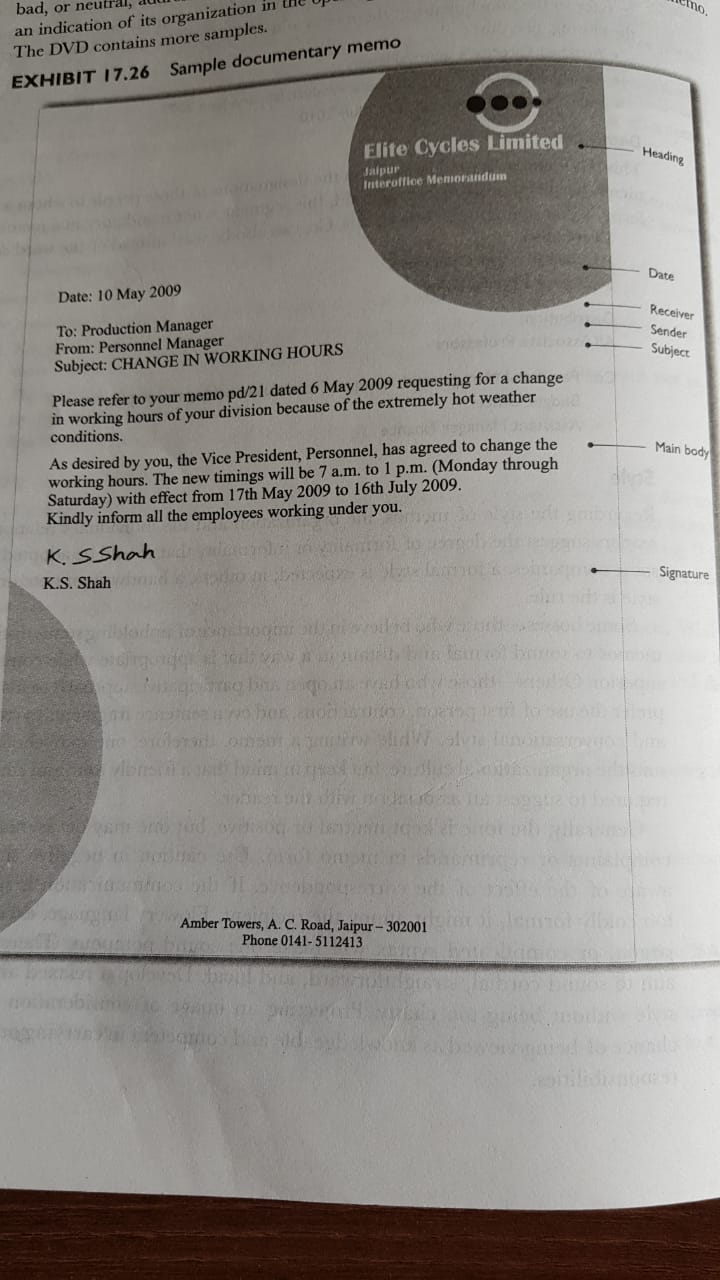 bad, or neutral,
an indication of its organization in the
The DVD contains more samples.
EXHIBIT 17.26 Sample documentary memo
Elite Cycles Limited
Jaipur
Interoffice Memorandum
Heading
Date: 10 May 2009
Date
To: Production Manager
Receiver
From: Personnel Manager
Sender
Subject: CHANGE IN WORKING HOURS
Subject
Please refer to your memo pd/21 dated 6 May 2009 requesting for a change
in working hours of your division because of the extremely hot weather
conditions.
As desired by you, the Vice President, Personnel, has agreed to change the
Main body
working hours. The new timings will be 7 a.m. to 1 p.m. (Monday through
Saturday) with effect from 17th May 2009 to 16th July 2009.
Kindly inform all the employees working under you.
K. S Shah
K.S. Shah
Signature
Amber Towers, A. C. Road, Jaipur – 302001
Phone 0141- 5112413